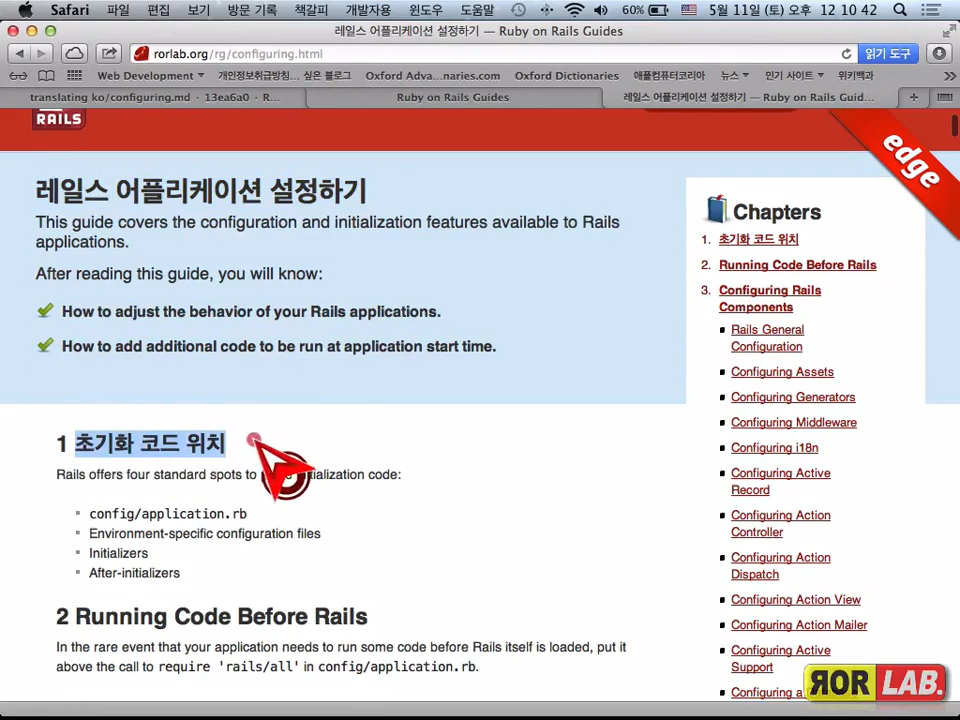 Safari 파일 편집 보기 방문 기록 책갈피 개발자용 윈도우 도움말 60% 5월 11일 (토) 오후 12 10 42
레일스 어플리케이션 설정하기 — Ruby on Rails Guides
rorlab.org/rg/configuring.html 읽기 도구
Web Development 개인정보취급방침... 싶은 블로그 Oxford Adva...naries.com Oxford Dictionaries 애플컴퓨터코리아 뉴스 인기 사이트 위키백과
translating ko/configuring.md · 13ea6a0 · R... Ruby on Rails Guides 레일스 어플리케이션 설정하기 — Ruby on Rails Guid...
RAILS
edge
레일스 어플리케이션 설정하기
This guide covers the configuration and initialization features available to Rails
applications.
After reading this guide, you will know:
How to adjust the behavior of your Rails applications.
How to add additional code to be run at application start time.
1 초기화 코드 위치
Rails offers four standard spots to tialization code:
config/application.rb
Environment-specific configuration files
Initializers
After-initializers
2 Running Code Before Rails
In the rare event that your application needs to run some code before Rails itself is loaded, put it
above the call to require 'rails/all' in config/application.rb.
Chapters
1. 초기화 코드 위치
2. Running Code Before Rails
3. Configuring Rails
Components
Rails General
Configuration
Configuring Assets
Configuring Generators
Configuring Middleware
Configuring i18n
Configuring Active
Record
Configuring Action
Controller
Configuring Action
Dispatch
Configuring Action View
Configuring Action Mailer
Configuring Active
Support
Configuring a
ROR LAB.